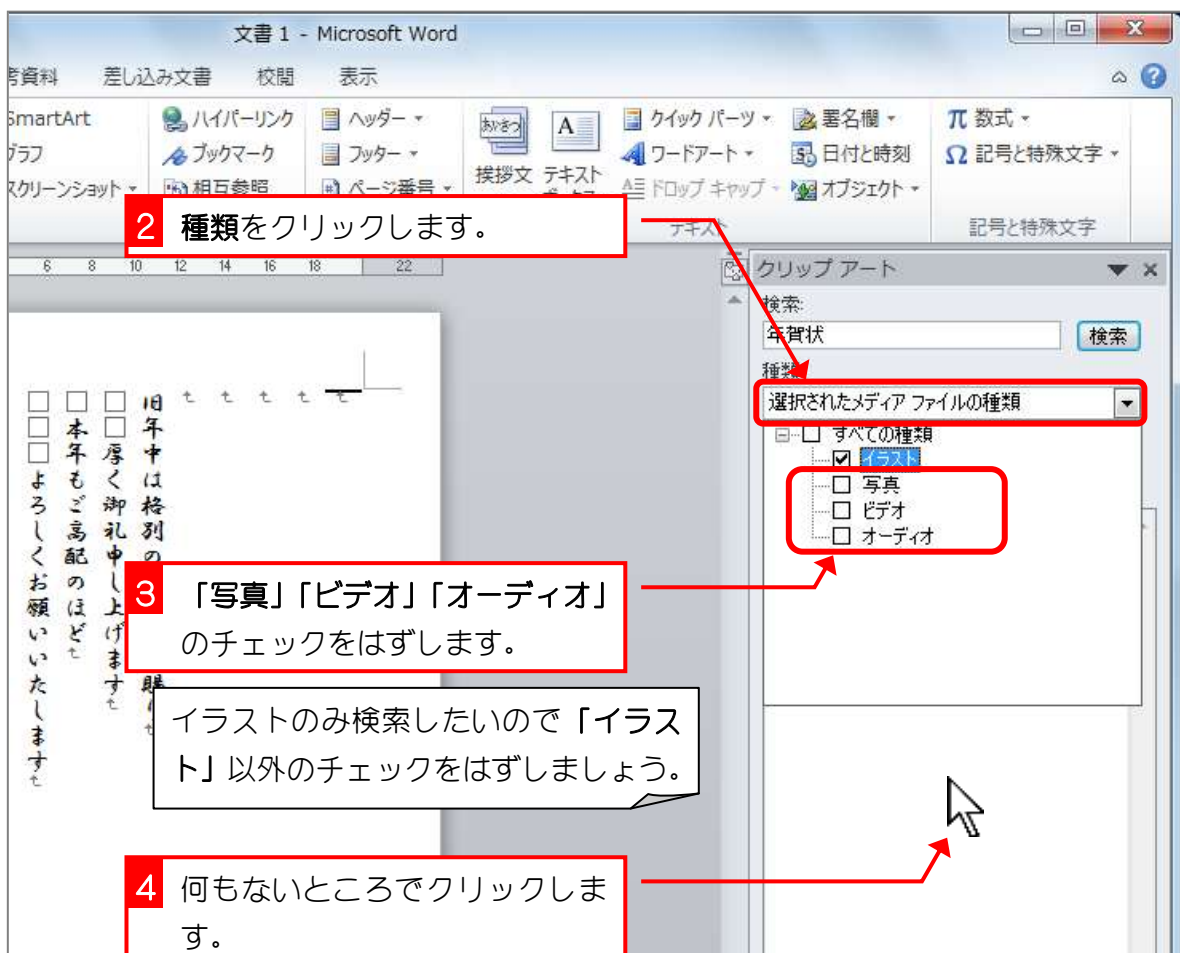 文書 1 - Microsoft Word
考資料 差し込み文書 校閲 表示
SmartArt ハイパーリンク ヘッダー クイック パーツ 署名欄 数式
グラフ ブックマーク フッター 挨拶文 テキスト ワードアート 日付と時刻 記号と特殊文字
スクリーンショット 相互参照 ページ番号 ボックス ドロップ キャップ オブジェクト
テキスト 記号と特殊文字
2 種類をクリックします。
6 8 10 12 14 16 18 22
クリップ アート
検索:
年賀状 検索
種類:
選択されたメディア ファイルの種類
すべての種類
イラスト
写真
ビデオ
オーディオ
旧年中は格別の
賜り
□□厚く御礼申し上げます
□本年もご高配のほど
□□□よろしくお願いいたします
3 「写真」「ビデオ」「オーディオ」
のチェックをはずします。
イラストのみ検索したいので「イラス
ト」以外のチェックをはずしましょう。
4 何もないところでクリックしま
す。